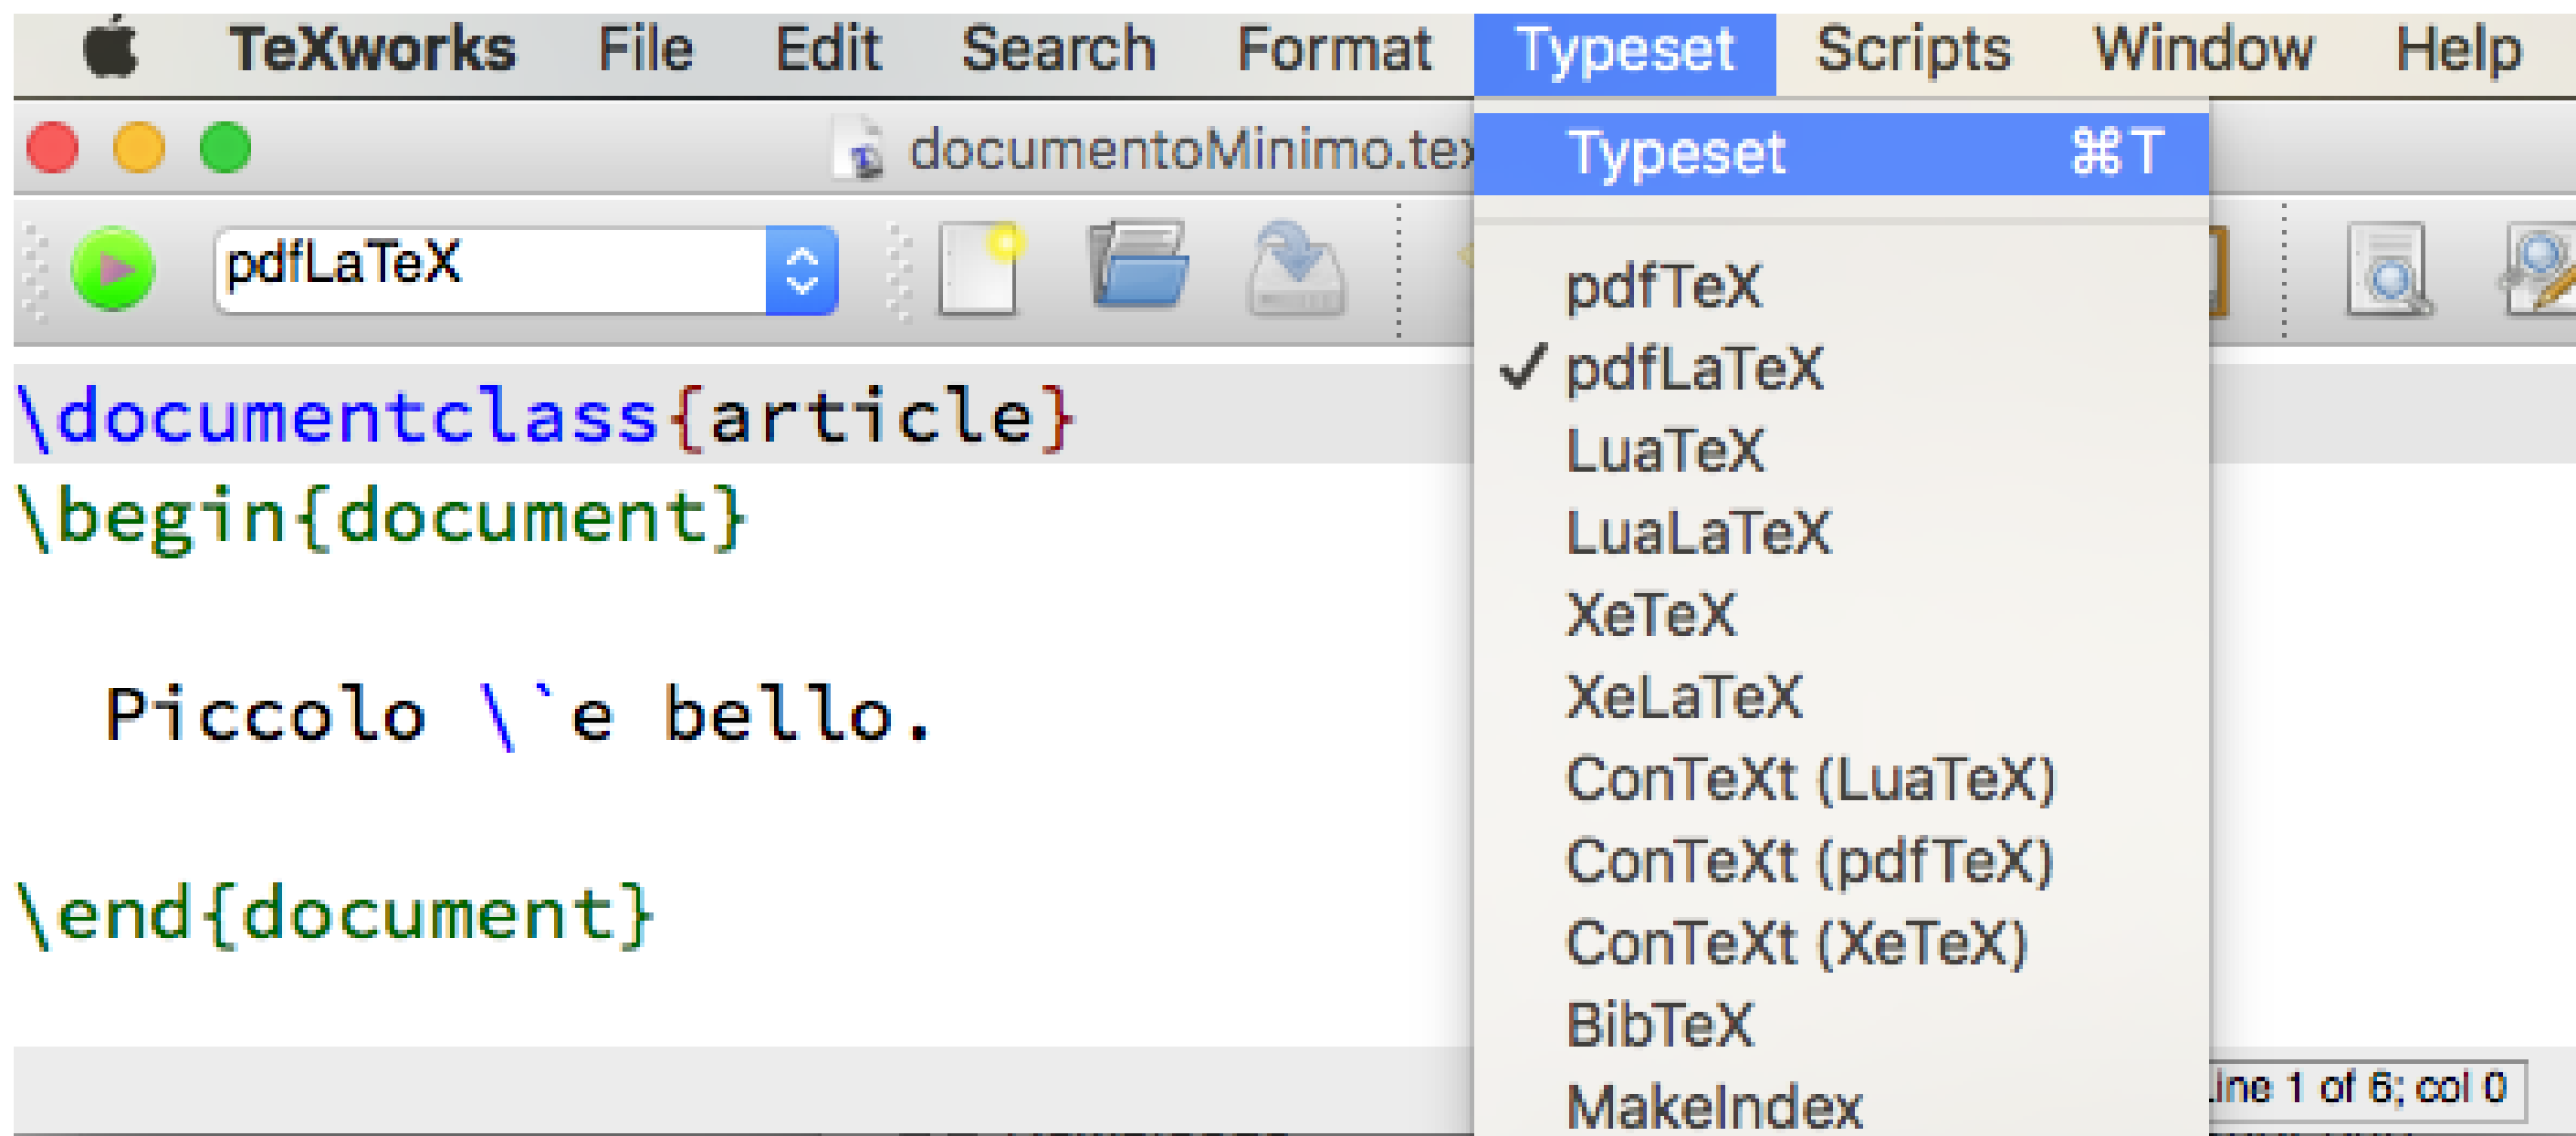 TeXworks File Edit Search Format Typeset Scripts Window Help
documentoMinimo.tex
Typeset ⌘T
pdfLaTeX
pdfTeX
✓ pdfLaTeX
LuaTeX
LuaLaTeX
XeTeX
XeLaTeX
ConTeXt (LuaTeX)
ConTeXt (pdfTeX)
ConTeXt (XeTeX)
BibTeX
MakeIndex
\documentclass{article}
\begin{document}
Piccolo \`e bello.
\end{document}
ine 1 of 6; col 0